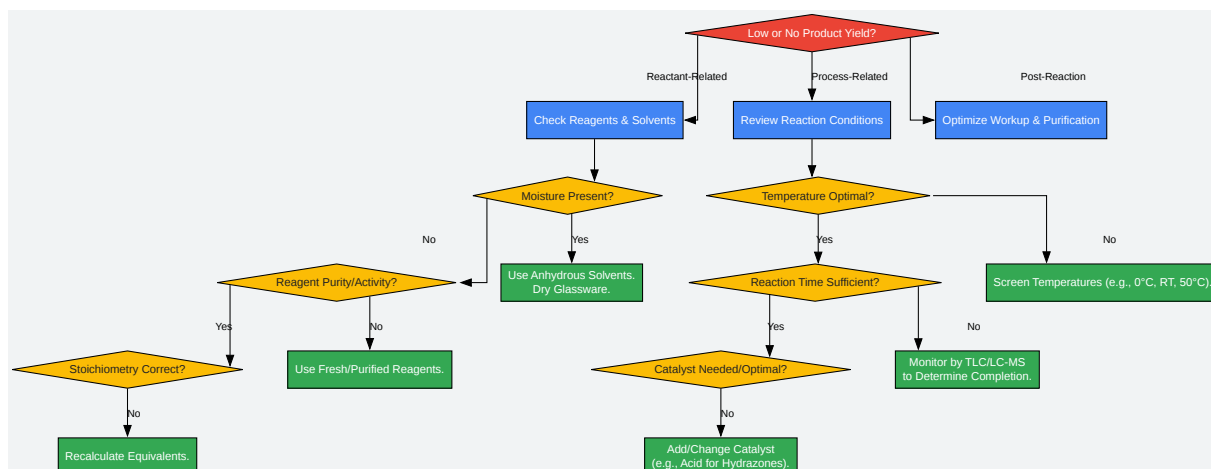 Low or No Product Yield?
Reactant-Related
Process-Related
Post-Reaction
Check Reagents & Solvents
Review Reaction Conditions
Optimize Workup & Purification
Moisture Present?
Temperature Optimal?
No
Yes
Yes
No
Use Anhydrous Solvents.
Dry Glassware.
Reagent Purity/Activity?
Reaction Time Sufficient?
Screen Temperatures (e.g., 0°C, RT, 50°C).
Yes
No
Yes
No
Stoichiometry Correct?
Use Fresh/Purified Reagents.
Catalyst Needed/Optimal?
Monitor by TLC/LC-MS
to Determine Completion.
No
No
Recalculate Equivalents.
Add/Change Catalyst
(e.g., Acid for Hydrazones).